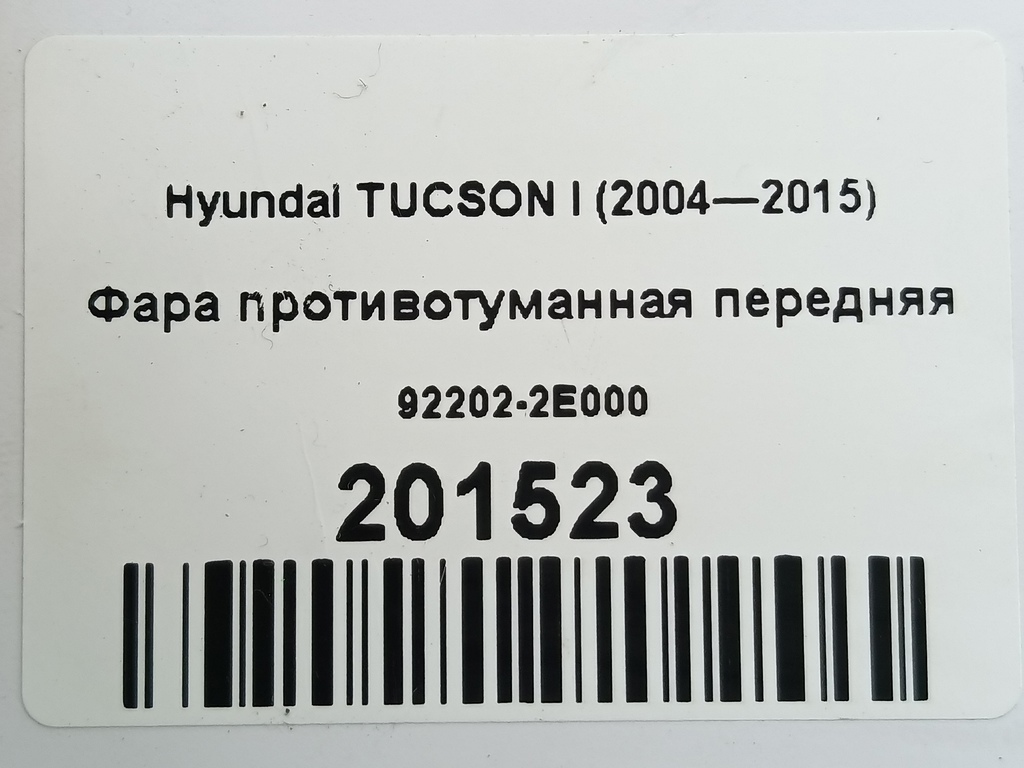 Hyundai TUCSON I (2004—2015)
Фара противотуманная передняя
92202-2E000
201523